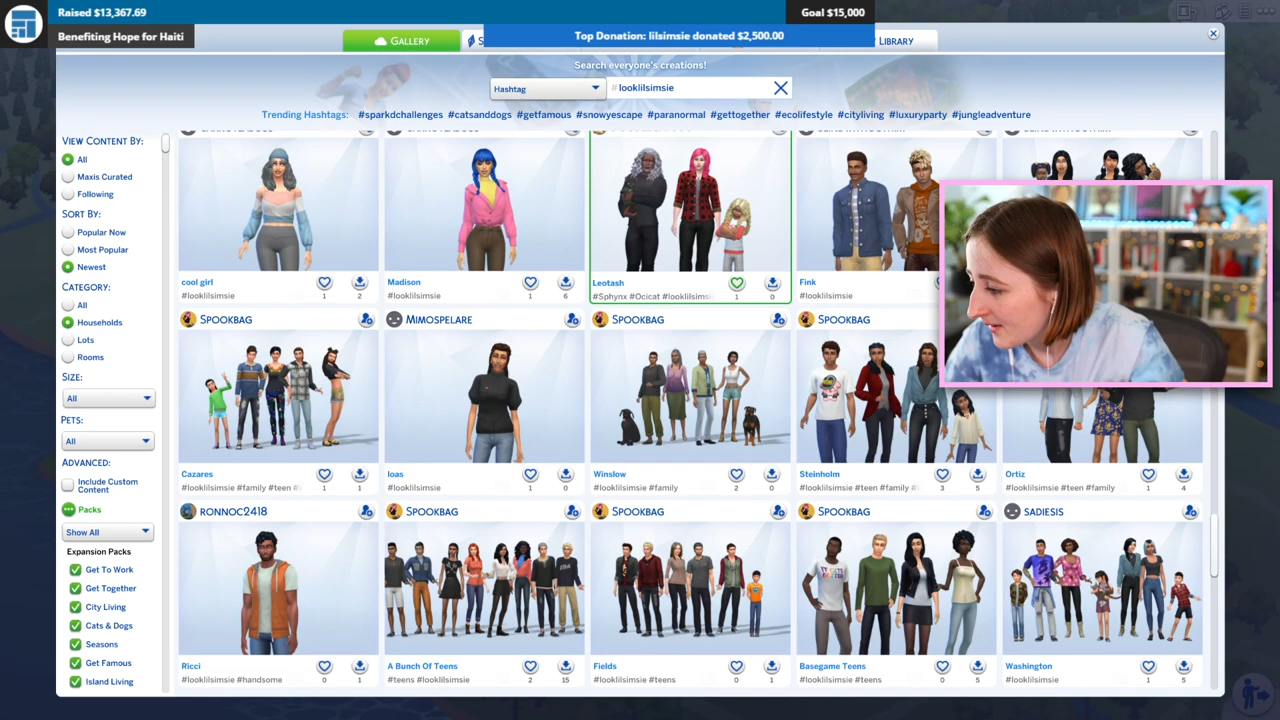 Raised $13,367.69
Goal $15,000
Benefiting Hope for Haiti
Top Donation: lilsimsie donated $2,500.00
GALLERY
LIBRARY
Search everyone's creations!
Hashtag
# looklilsimsie
Trending Hashtags: #sparkdchallenges #catsanddogs #getfamous #snowyescape #paranormal #gettogether #ecolifestyle #cityliving #luxuryparty #jungleadventure
VIEW CONTENT BY:
All
Maxis Curated
Following
SORT BY:
Popular Now
Most Popular
Newest
CATEGORY:
All
Households
Lots
Rooms
SIZE:
All
PETS:
All
ADVANCED:
Include Custom
Content
Packs
Show All
Expansion Packs
Get To Work
Get Together
City Living
Cats & Dogs
Seasons
Get Famous
Island Living
cool girl
1
2
#looklilsimsie
Madison
1
6
#looklilsimsie
Leotash
1
0
#Sphynx #Ocicat #looklilsims
Fink
#looklilsimsie
SPOOKBAG
MIMOSPELARE
SPOOKBAG
SPOOKBAG
Cazares
1
1
#looklilsimsie #family #teen #
Ioas
1
0
#looklilsimsie
Winslow
2
0
#looklilsimsie #family
Steinholm
3
5
#looklilsimsie #teen #family #
Ortiz
1
4
#looklilsimsie #teen #family
RONNOC2418
SPOOKBAG
SPOOKBAG
SPOOKBAG
SADIESIS
Ricci
0
1
#looklilsimsie #handsome
A Bunch Of Teens
2
15
#teens #looklilsimsie
Fields
0
1
#looklilsimsie #teens
Basegame Teens
0
5
#looklilsimsie #teens
Washington
1
5
#looklilsimsie